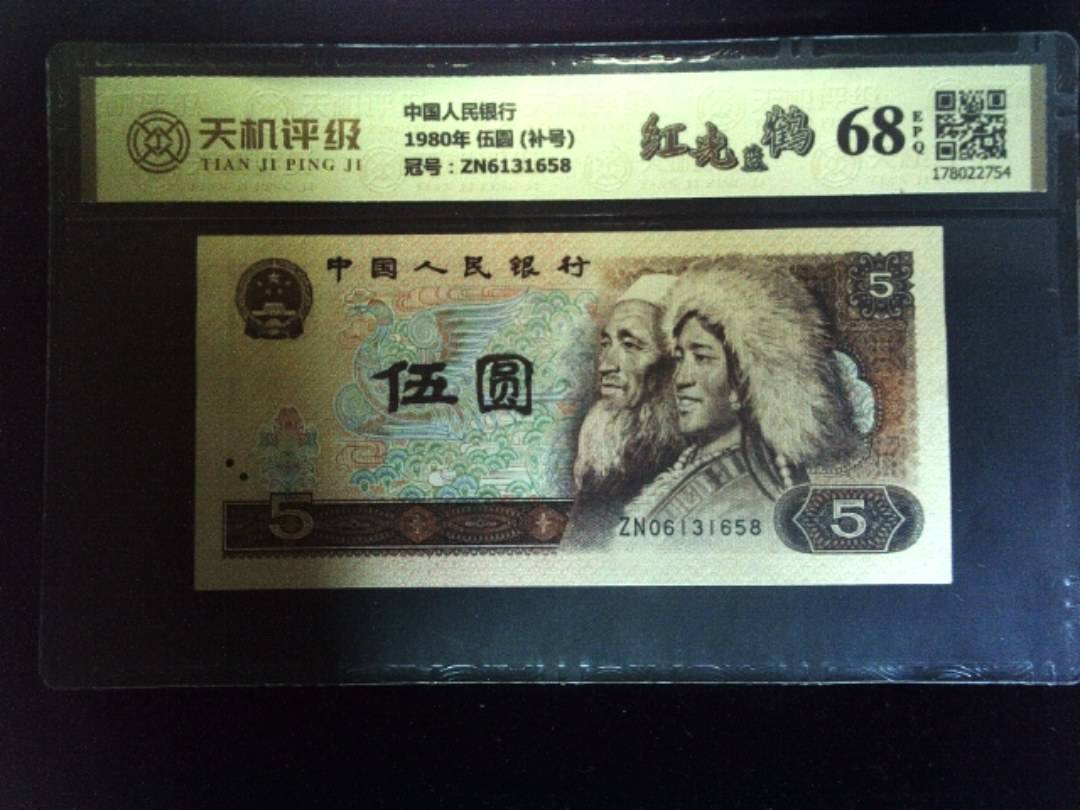 天机评级
TIAN JI PING JI
中国人民银行
1980年 伍圆 (补号)
冠号：ZN6131658
红光蓝鹤
68
EPQ
178022754
中国人民银行
5
伍圆
5
ZN06131658
5